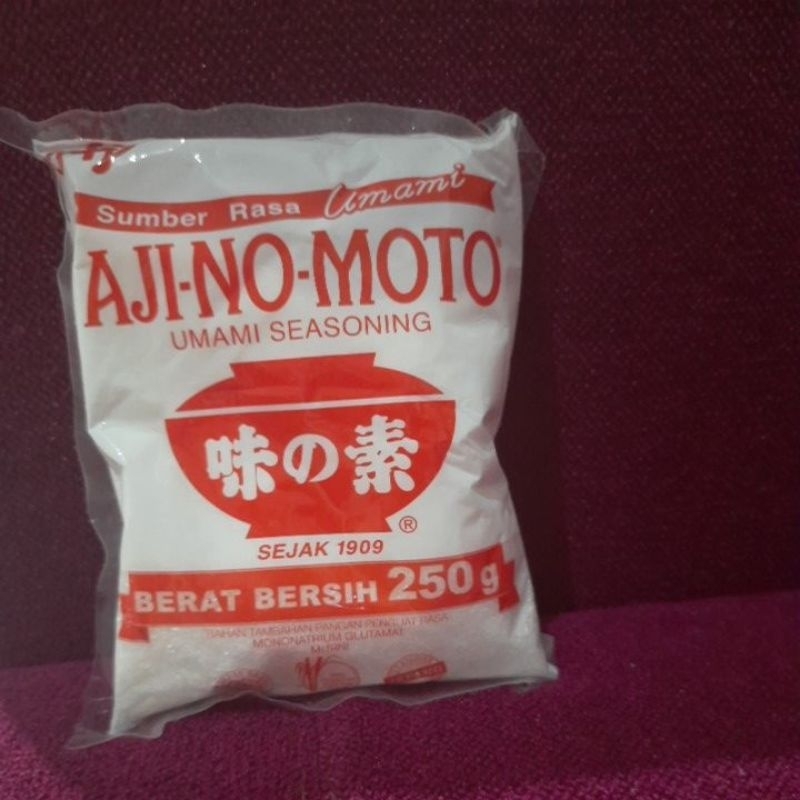 Sumber Rasa Umami
AJI-NO-MOTO®
UMAMI SEASONING
味の素
®
SEJAK 1909
BERAT BERSIH 250 g
BAHAN TAMBAHAN PANGAN PENGUAT RASA
MONONATRIUM GLUTAMAT
MURNI